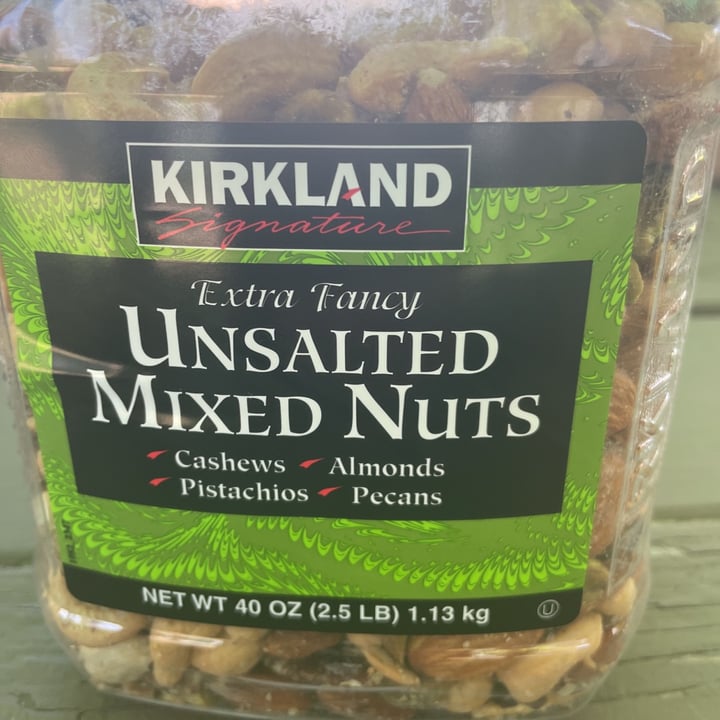 KIRKLAND
Signature
Extra Fancy
UNSALTED
MIXED NUTS
Cashews Almonds
Pistachios Pecans
NET WT 40 OZ (2.5 LB) 1.13 kg U